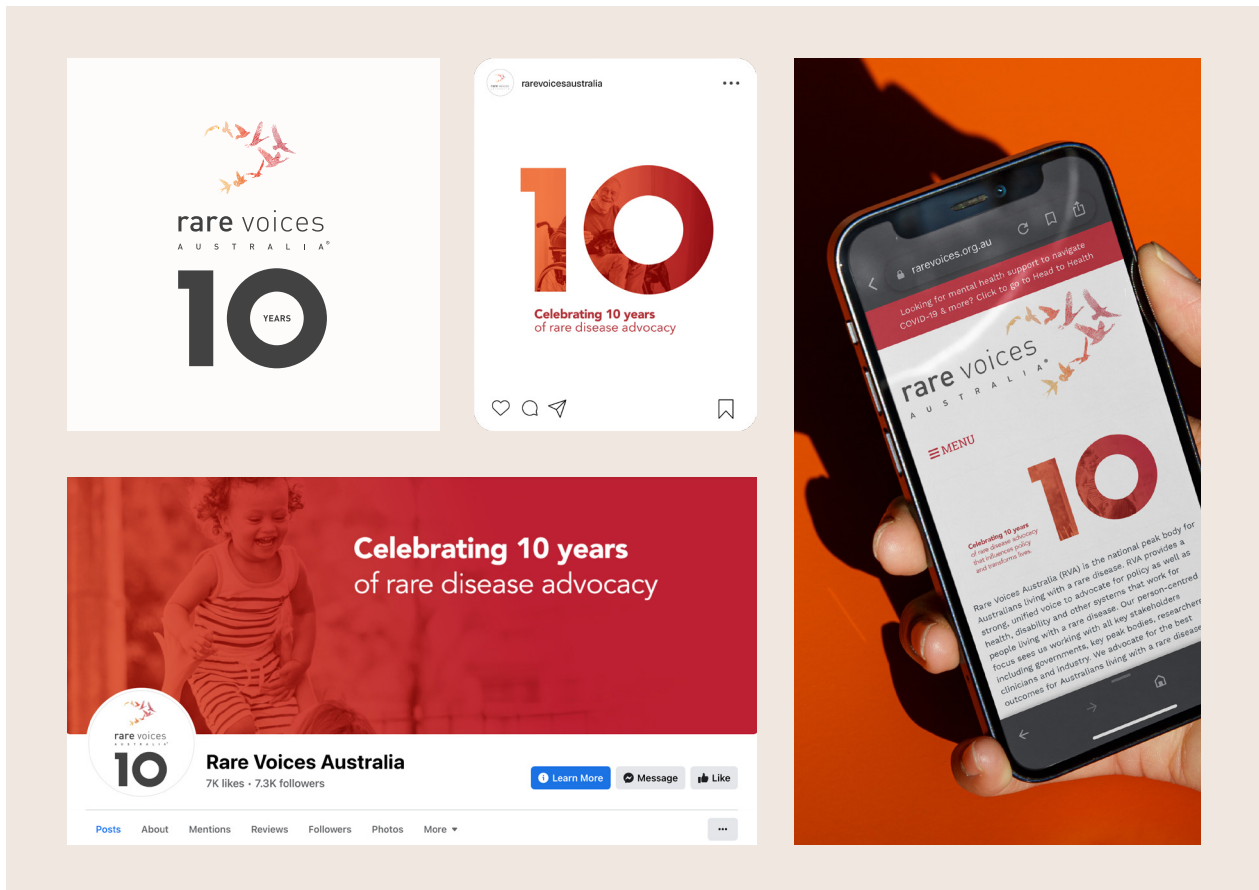 rare voices
AUSTRALIA®
10
YEARS
rarevoicesaustralia
10
Celebrating 10 years
of rare disease advocacy
rarevoices.org.au
Looking for mental health support to navigate
COVID-19 & more? Click to go to Head to Health
rare voices
AUSTRALIA®
MENU
10
Celebrating 10 years
of rare disease advocacy
that influences policy
and transforms lives.
Rare Voices Australia (RVA) is the national peak body for
Australians living with a rare disease. RVA provides a
strong, unified voice to advocate for policy as well as
health, disability and other systems that work for
people living with a rare disease. Our person-centred
focus sees us working with all key stakeholders
including governments, key peak bodies, researchers
clinicians and industry. We advocate for the best
outcomes for Australians living with a rare disease
Celebrating 10 years
of rare disease advocacy
rare voices
AUSTRALIA
10
Rare Voices Australia
7K likes • 7.3K followers
Learn More
Message
Like
Posts
About
Mentions
Reviews
Followers
Photos
More